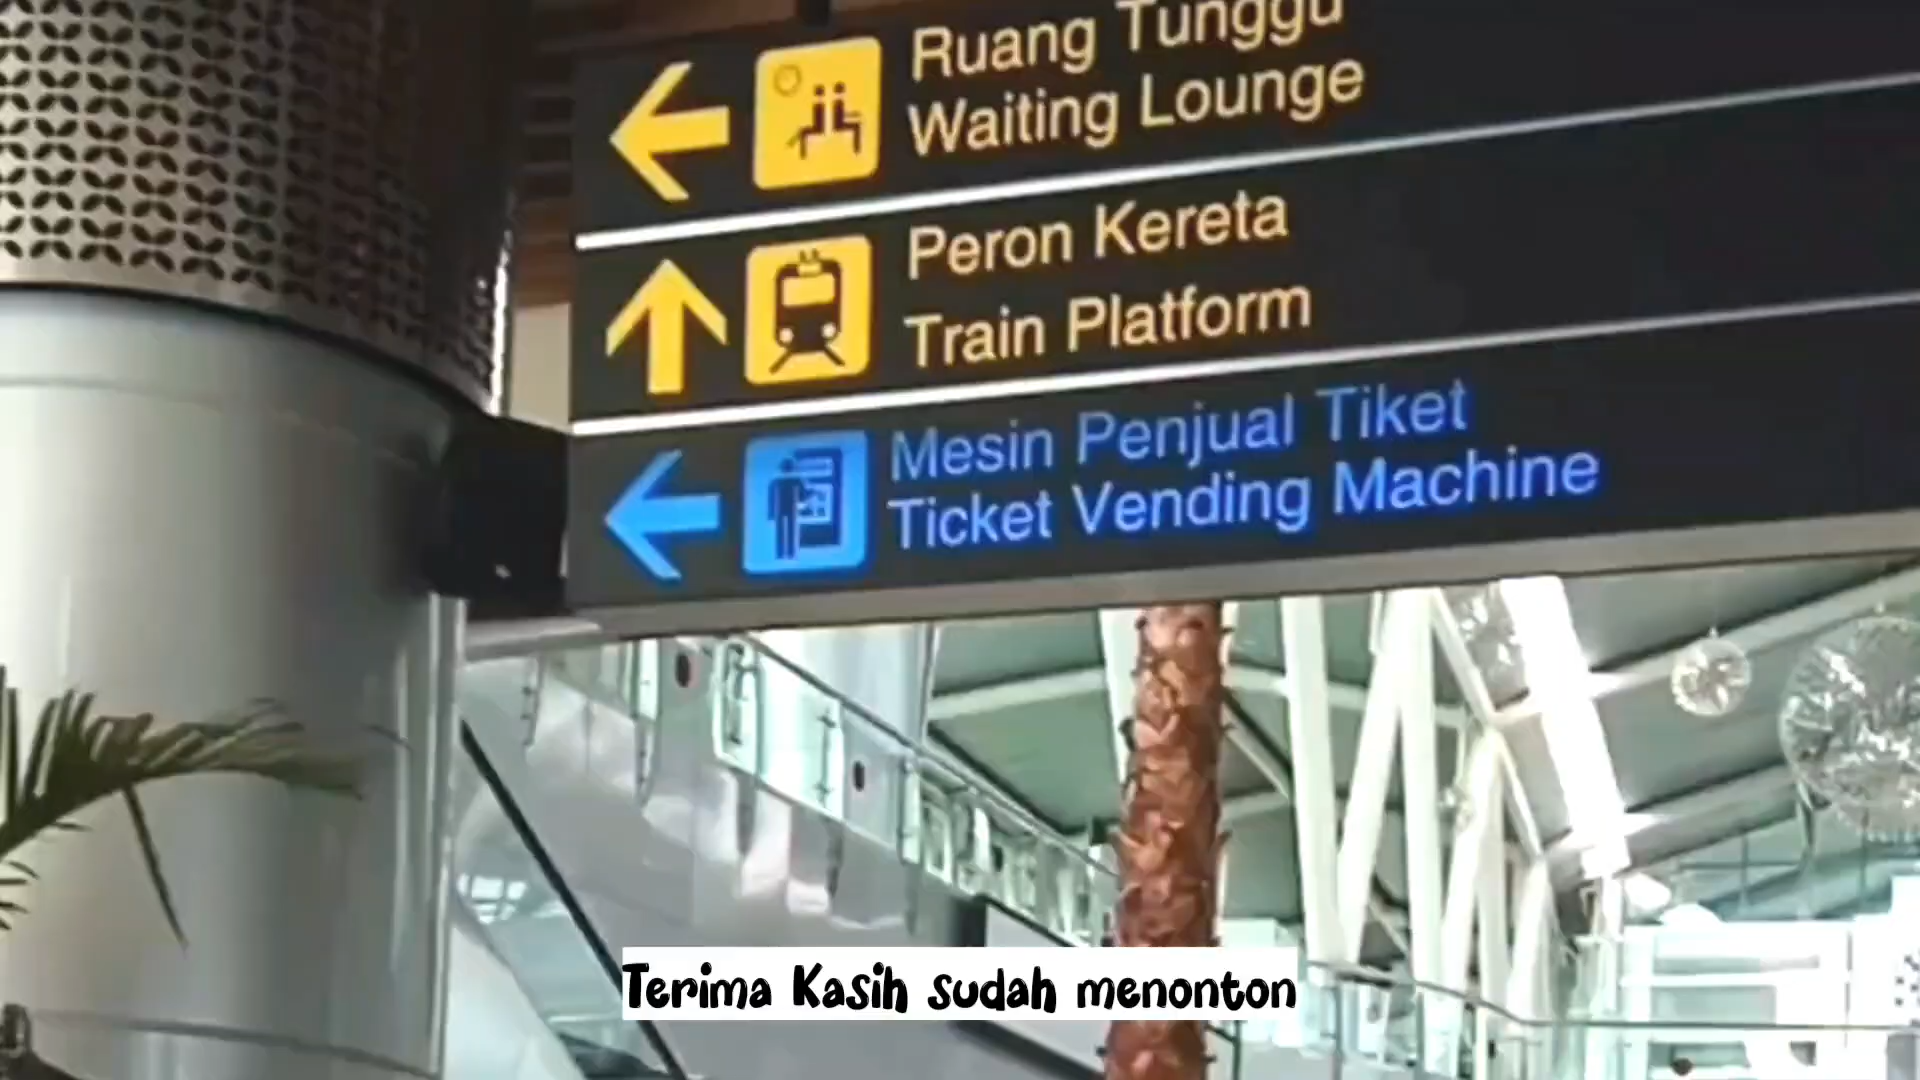 Ruang Tunggu
Waiting Lounge
Peron Kereta
Train Platform
Mesin Penjual Tiket
Ticket Vending Machine
Terima Kasih sudah menonton